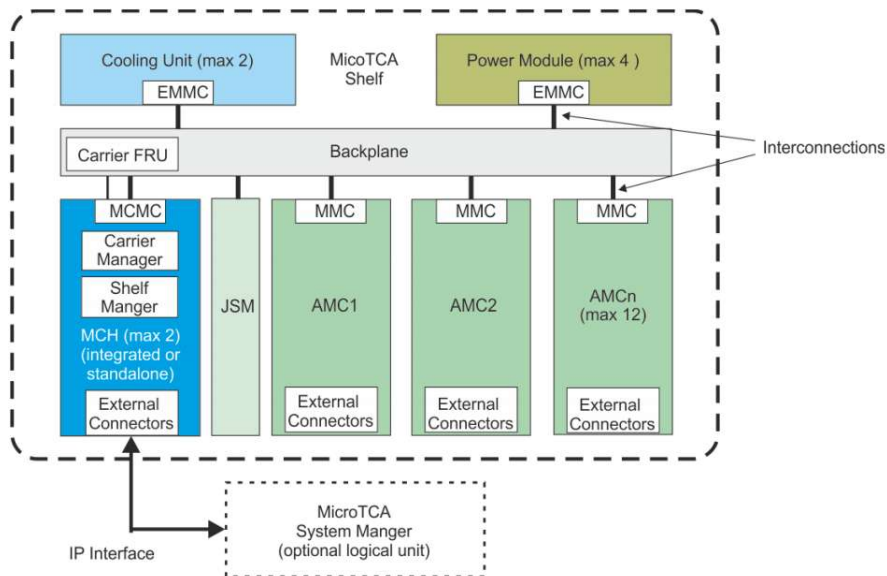 Cooling Unit (max 2)
EMMC
MicoTCA
Shelf
Power Module (max 4 )
EMMC
Interconnections
Carrier FRU
Backplane
MCMC
Carrier
Manager
Shelf
Manger
MCH (max 2)
(integrated or
standalone)
External
Connectors
JSM
MMC
AMC1
External
Connectors
MMC
AMC2
External
Connectors
MMC
AMCn
(max 12)
External
Connectors
IP Interface
MicroTCA
System Manger
(optional logical unit)